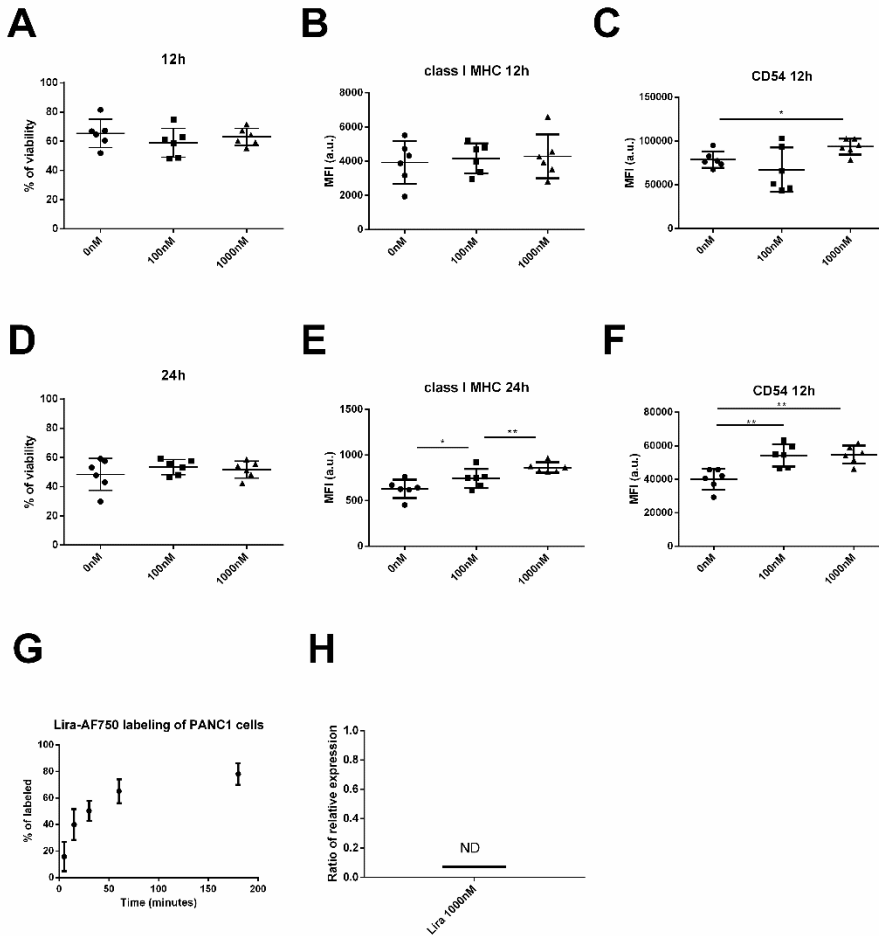 A
12h
% of viability
100
80
60
40
20
0
0nM
100nM
1000nM
B
class I MHC 12h
MFI (a.u.)
8000
6000
4000
2000
0
0nM
100nM
1000nM
C
CD54 12h
MFI (a.u.)
150000
100000
50000
0
*
0nM
100nM
1000nM
D
24h
% of viability
100
80
60
40
20
0
0nM
100nM
1000nM
E
class I MHC 24h
MFI (a.u.)
1500
1000
500
0
*
**
0nM
100nM
1000nM
F
CD54 12h
MFI (a.u.)
80000
60000
40000
20000
0
**
**
0nM
100nM
1000nM
G
Lira-AF750 labeling of PANC1 cells
% of labeled
100
80
60
40
20
0
0
50
100
150
200
Time (minutes)
H
Ratio of relative expression
1.0
0.8
0.6
0.4
0.2
0.0
ND
Lira 1000nM